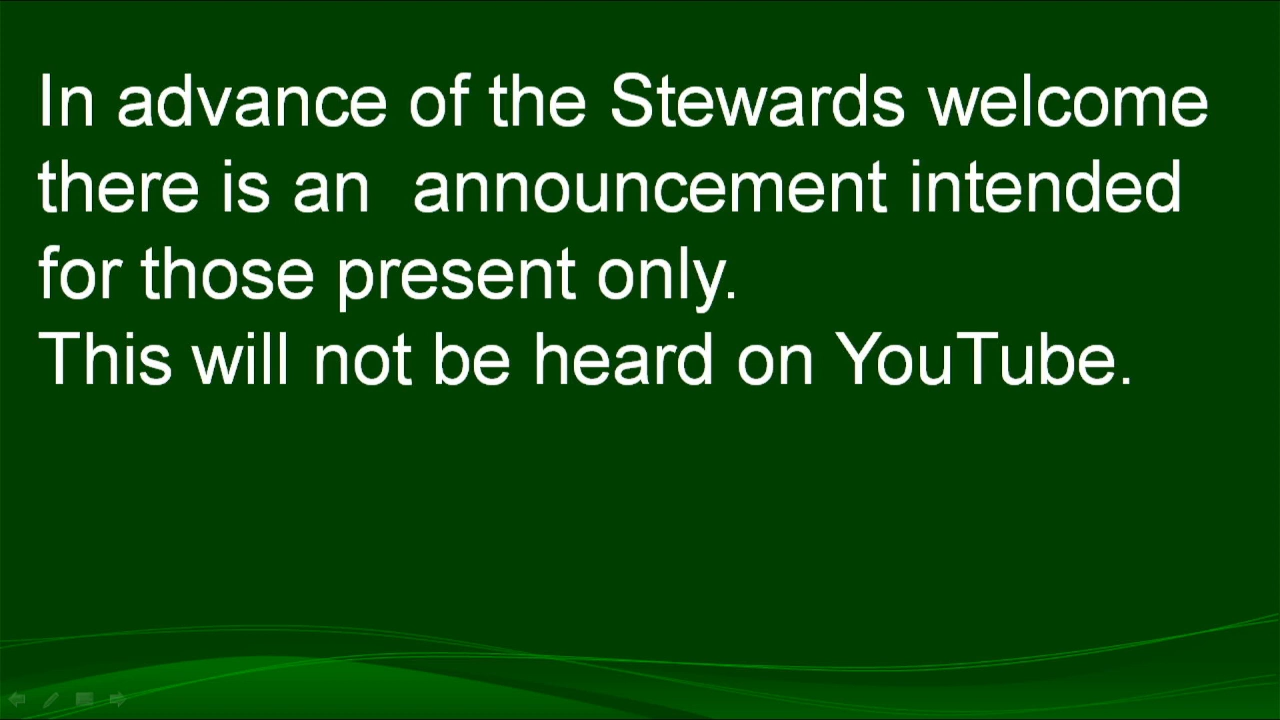 In advance of the Stewards welcome
there is an  announcement intended
for those present only.
This will not be heard on YouTube.